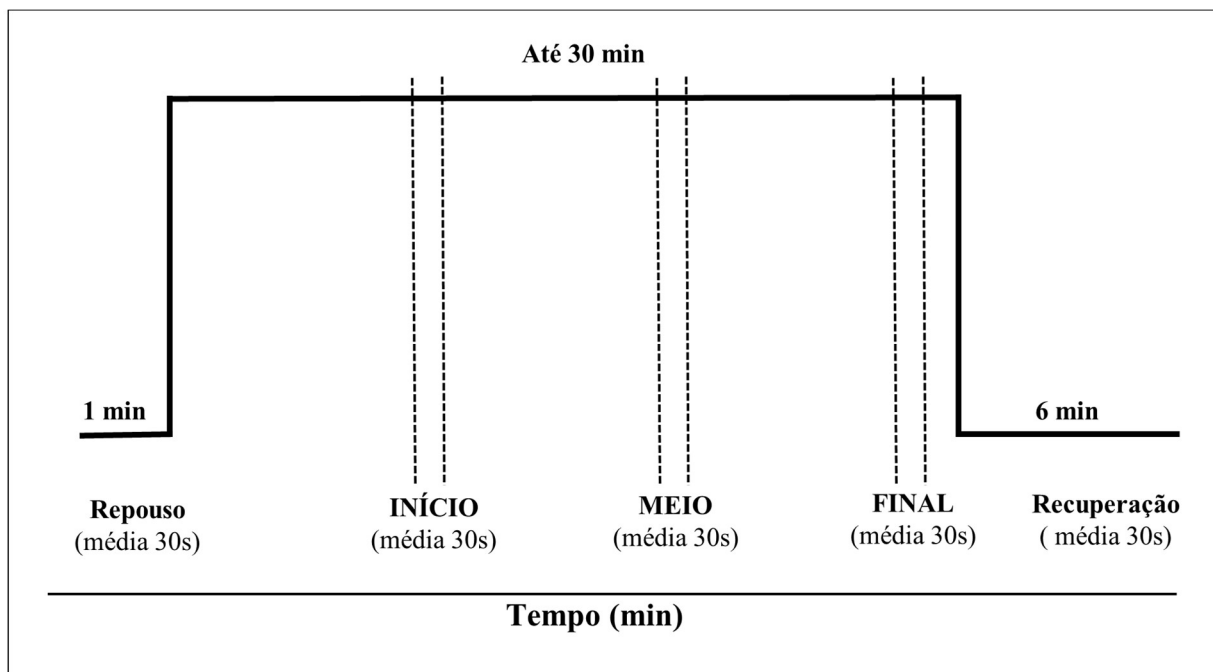 Até 30 min
1 min
6 min
Repouso
(média 30s)
INÍCIO
(média 30s)
MEIO
(média 30s)
FINAL
(média 30s)
Recuperação
( média 30s)
Tempo (min)